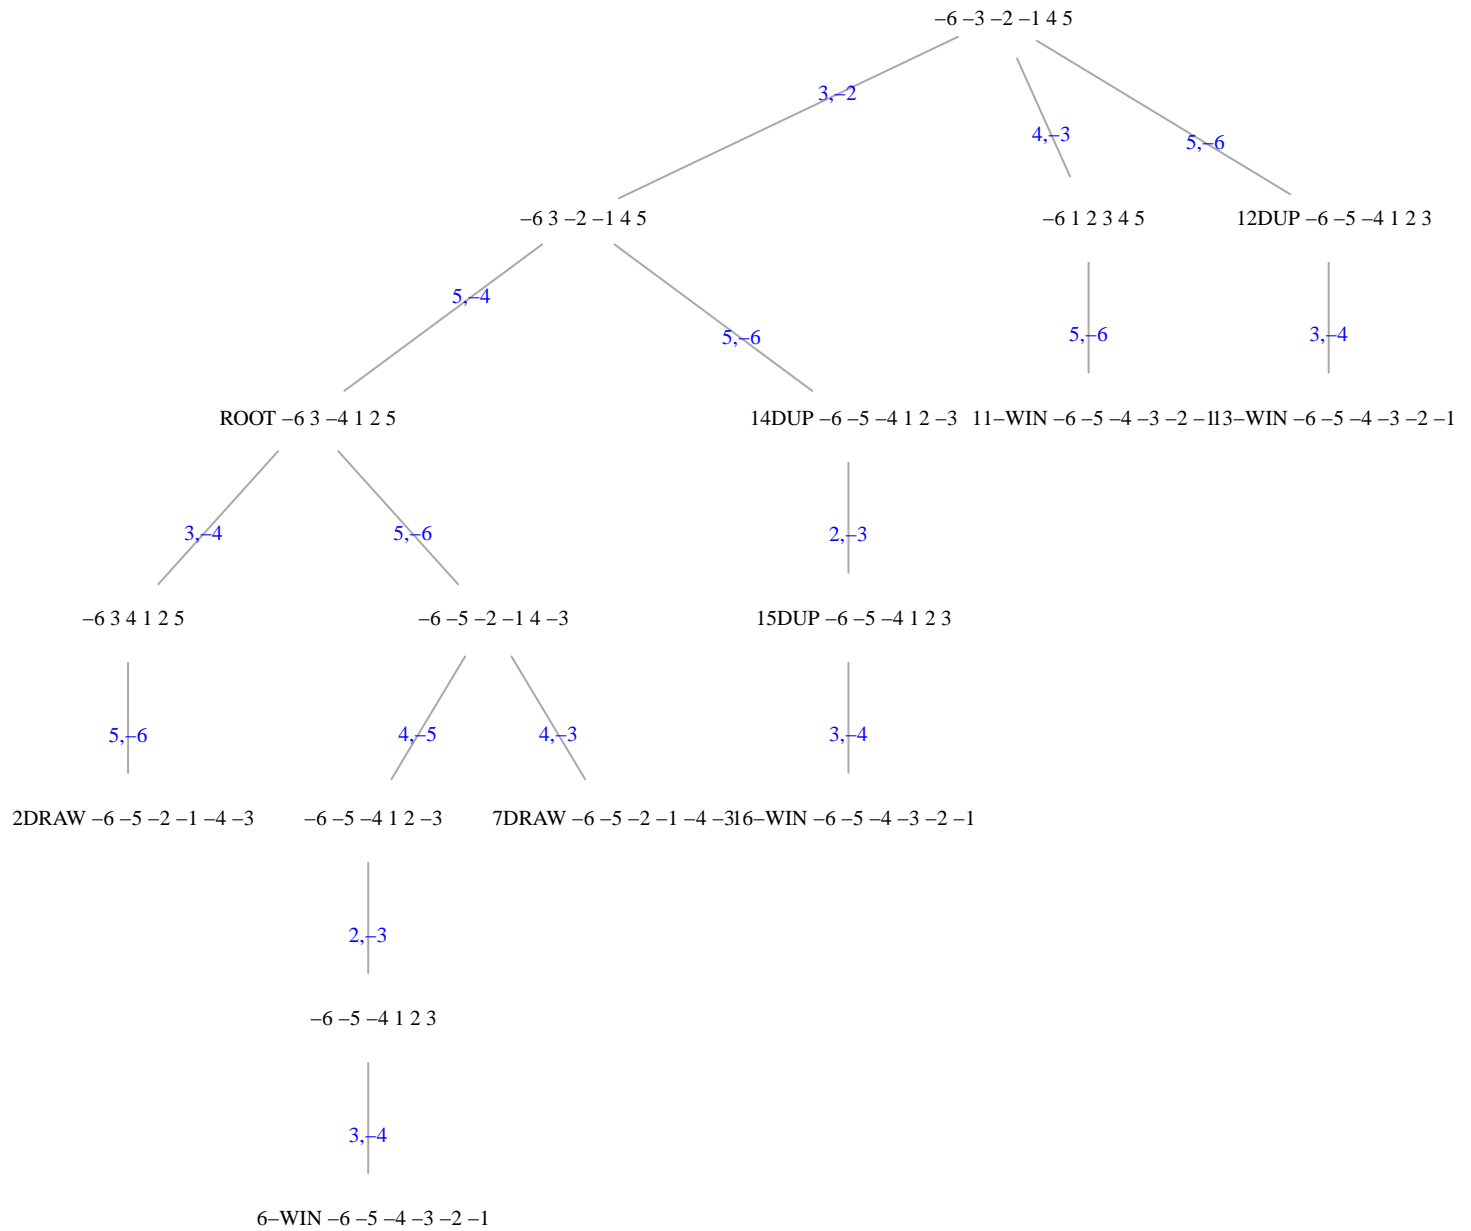 –6 –3 –2 –1 4 5
3,–2
4,–3
5,–6
–6 3 –2 –1 4 5
–6 1 2 3 4 5
12DUP –6 –5 –4 1 2 3
5,–4
5,–6
5,–6
3,–4
ROOT –6 3 –4 1 2 5
14DUP –6 –5 –4 1 2 –3
11–WIN –6 –5 –4 –3 –2 –1
13–WIN –6 –5 –4 –3 –2 –1
3,–4
5,–6
2,–3
–6 3 4 1 2 5
–6 –5 –2 –1 4 –3
15DUP –6 –5 –4 1 2 3
5,–6
4,–5
4,–3
3,–4
2DRAW –6 –5 –2 –1 –4 –3
–6 –5 –4 1 2 –3
7DRAW –6 –5 –2 –1 –4 –3
16–WIN –6 –5 –4 –3 –2 –1
2,–3
–6 –5 –4 1 2 3
3,–4
6–WIN –6 –5 –4 –3 –2 –1